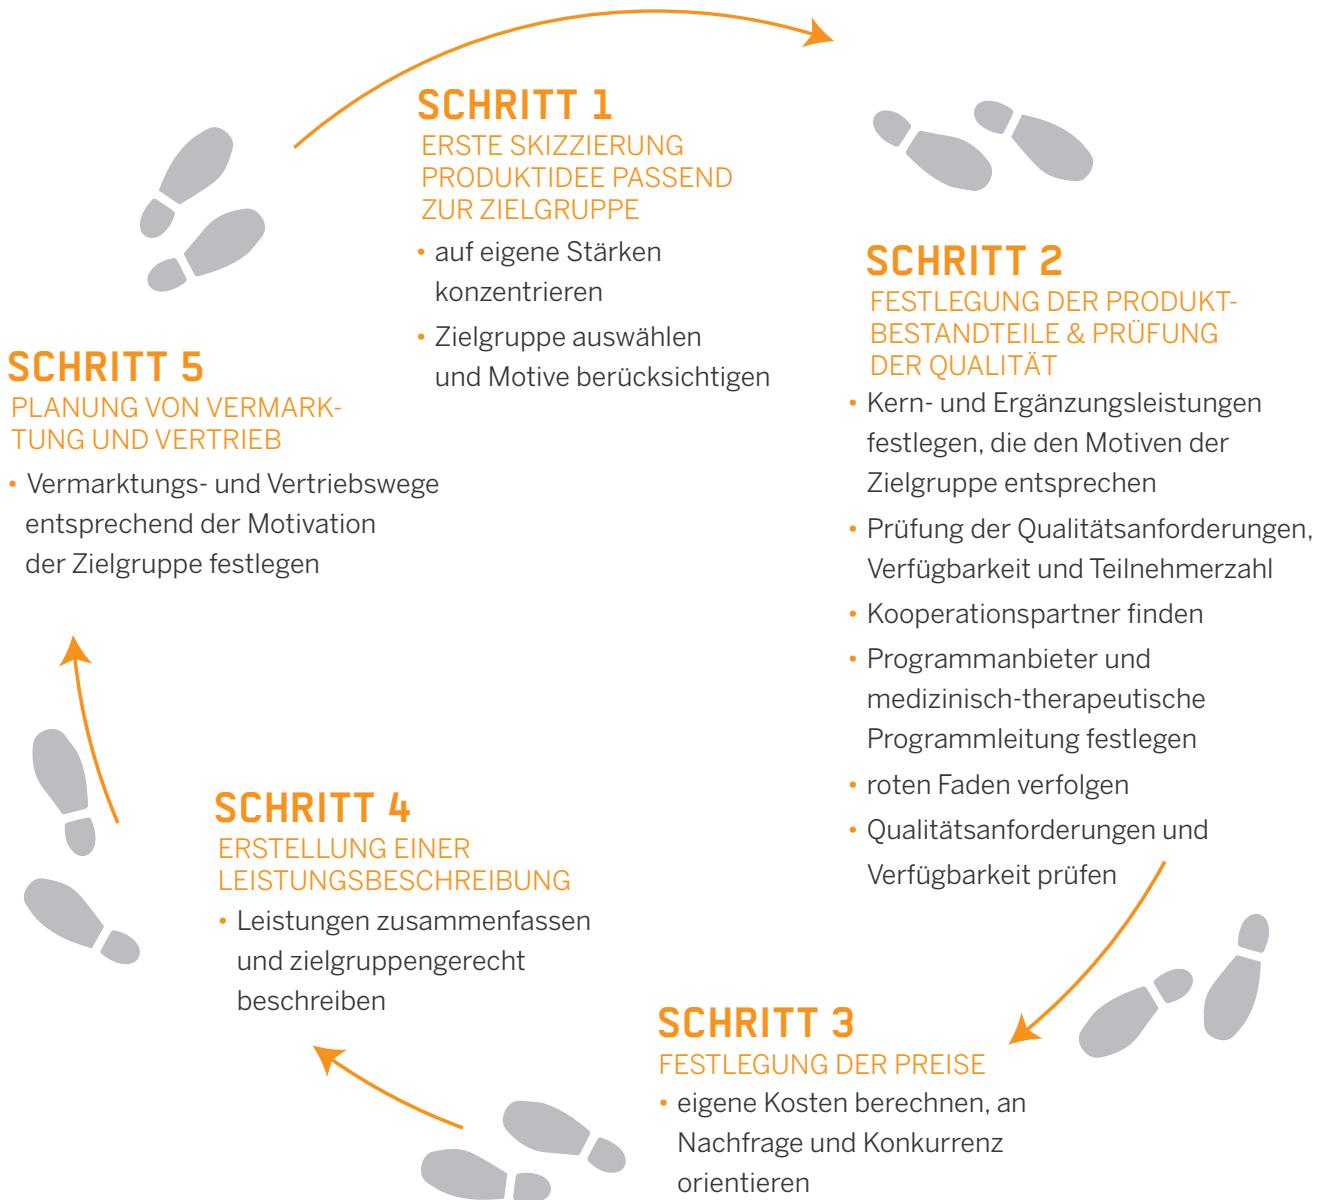 SCHRITT 1
ERSTE SKIZZIERUNG
PRODUKTIDEE PASSEND
ZUR ZIELGRUPPE
• auf eigene Stärken
konzentrieren
• Zielgruppe auswählen
und Motive berücksichtigen
SCHRITT 2
FESTLEGUNG DER PRODUKT-
BESTANDTEILE & PRÜFUNG
DER QUALITÄT
• Kern- und Ergänzungsleistungen
festlegen, die den Motiven der
Zielgruppe entsprechen
• Prüfung der Qualitätsanforderungen,
Verfügbarkeit und Teilnehmerzahl
• Kooperationspartner finden
• Programmanbieter und
medizinisch-therapeutische
Programmleitung festlegen
• roten Faden verfolgen
• Qualitätsanforderungen und
Verfügbarkeit prüfen
SCHRITT 3
FESTLEGUNG DER PREISE
• eigene Kosten berechnen, an
Nachfrage und Konkurrenz
orientieren
SCHRITT 4
ERSTELLUNG EINER
LEISTUNGSBESCHREIBUNG
• Leistungen zusammenfassen
und zielgruppengerecht
beschreiben
SCHRITT 5
PLANUNG VON VERMARK-
TUNG UND VERTRIEB
• Vermarktungs- und Vertriebswege
entsprechend der Motivation
der Zielgruppe festlegen